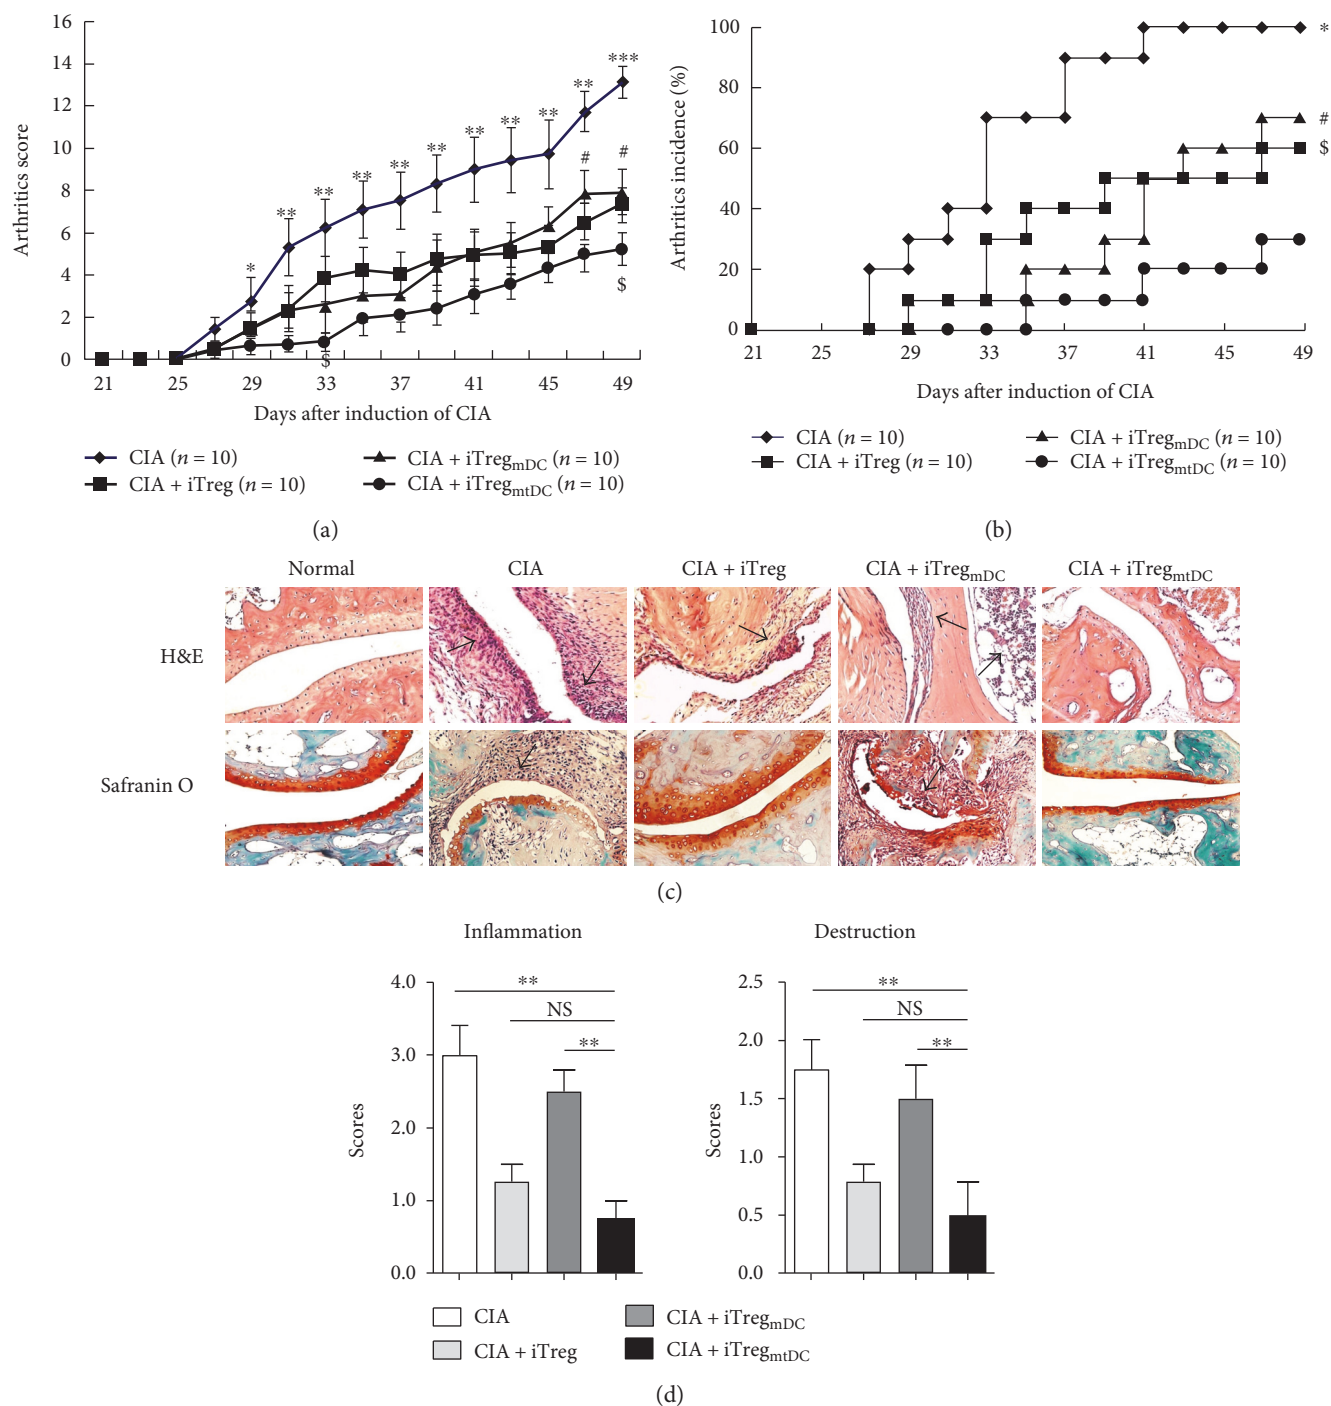 16
14
12
10
8
6
4
2
0
Arthritics score
*
**
**
**
**
**
**
**
**
**
***
#
#
$
$
21
25
29
33
37
41
45
49
Days after induction of CIA
CIA (n = 10)
CIA + iTreg (n = 10)
CIA + iTregmDC (n = 10)
CIA + iTregmtDC (n = 10)
(a)
100
80
60
40
20
0
Arthritics incidence (%)
*
#
$
21
25
29
33
37
41
45
49
Days after induction of CIA
CIA (n = 10)
CIA + iTreg (n = 10)
CIA + iTregmDC (n = 10)
CIA + iTregmtDC (n = 10)
(b)
Normal
CIA
CIA + iTreg
CIA + iTregmDC
CIA + iTregmtDC
H&E
Safranin O
(c)
Inflammation
4.0
3.0
2.0
1.0
0.0
Scores
**
NS
**
Destruction
2.5
2.0
1.5
1.0
0.5
0.0
Scores
**
NS
**
CIA
CIA + iTreg
CIA + iTregmDC
CIA + iTregmtDC
(d)